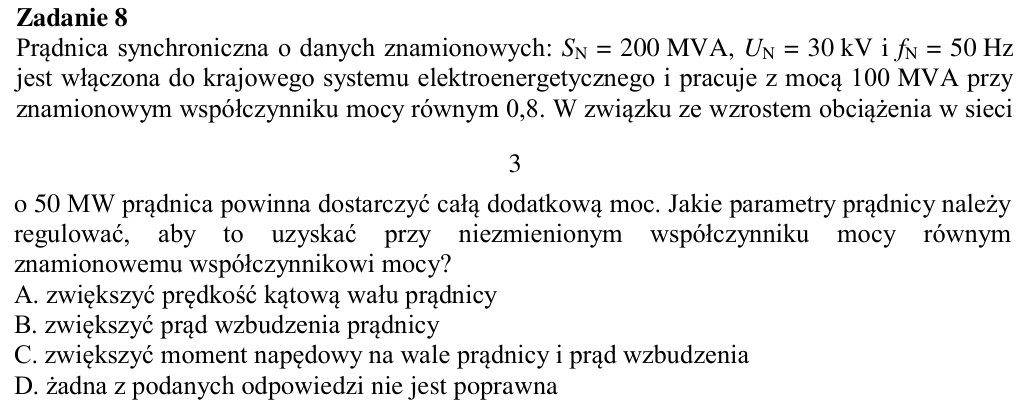 Zadanie 8
Prądnica synchroniczna o danych znamionowych: SN = 200 MVA, UN = 30 kV i fN = 50 Hz
jest włączona do krajowego systemu elektroenergetycznego i pracuje z mocą 100 MVA przy
znamionowym współczynniku mocy równym 0,8. W związku ze wzrostem obciążenia w sieci
3
o 50 MW prądnica powinna dostarczyć całą dodatkową moc. Jakie parametry prądnicy należy
regulować, aby to uzyskać przy niezmienionym współczynniku mocy równym
znamionowemu współczynnikowi mocy?
A. zwiększyć prędkość kątową wału prądnicy
B. zwiększyć prąd wzbudzenia prądnicy
C. zwiększyć moment napędowy na wale prądnicy i prąd wzbudzenia
D. żadna z podanych odpowiedzi nie jest poprawna